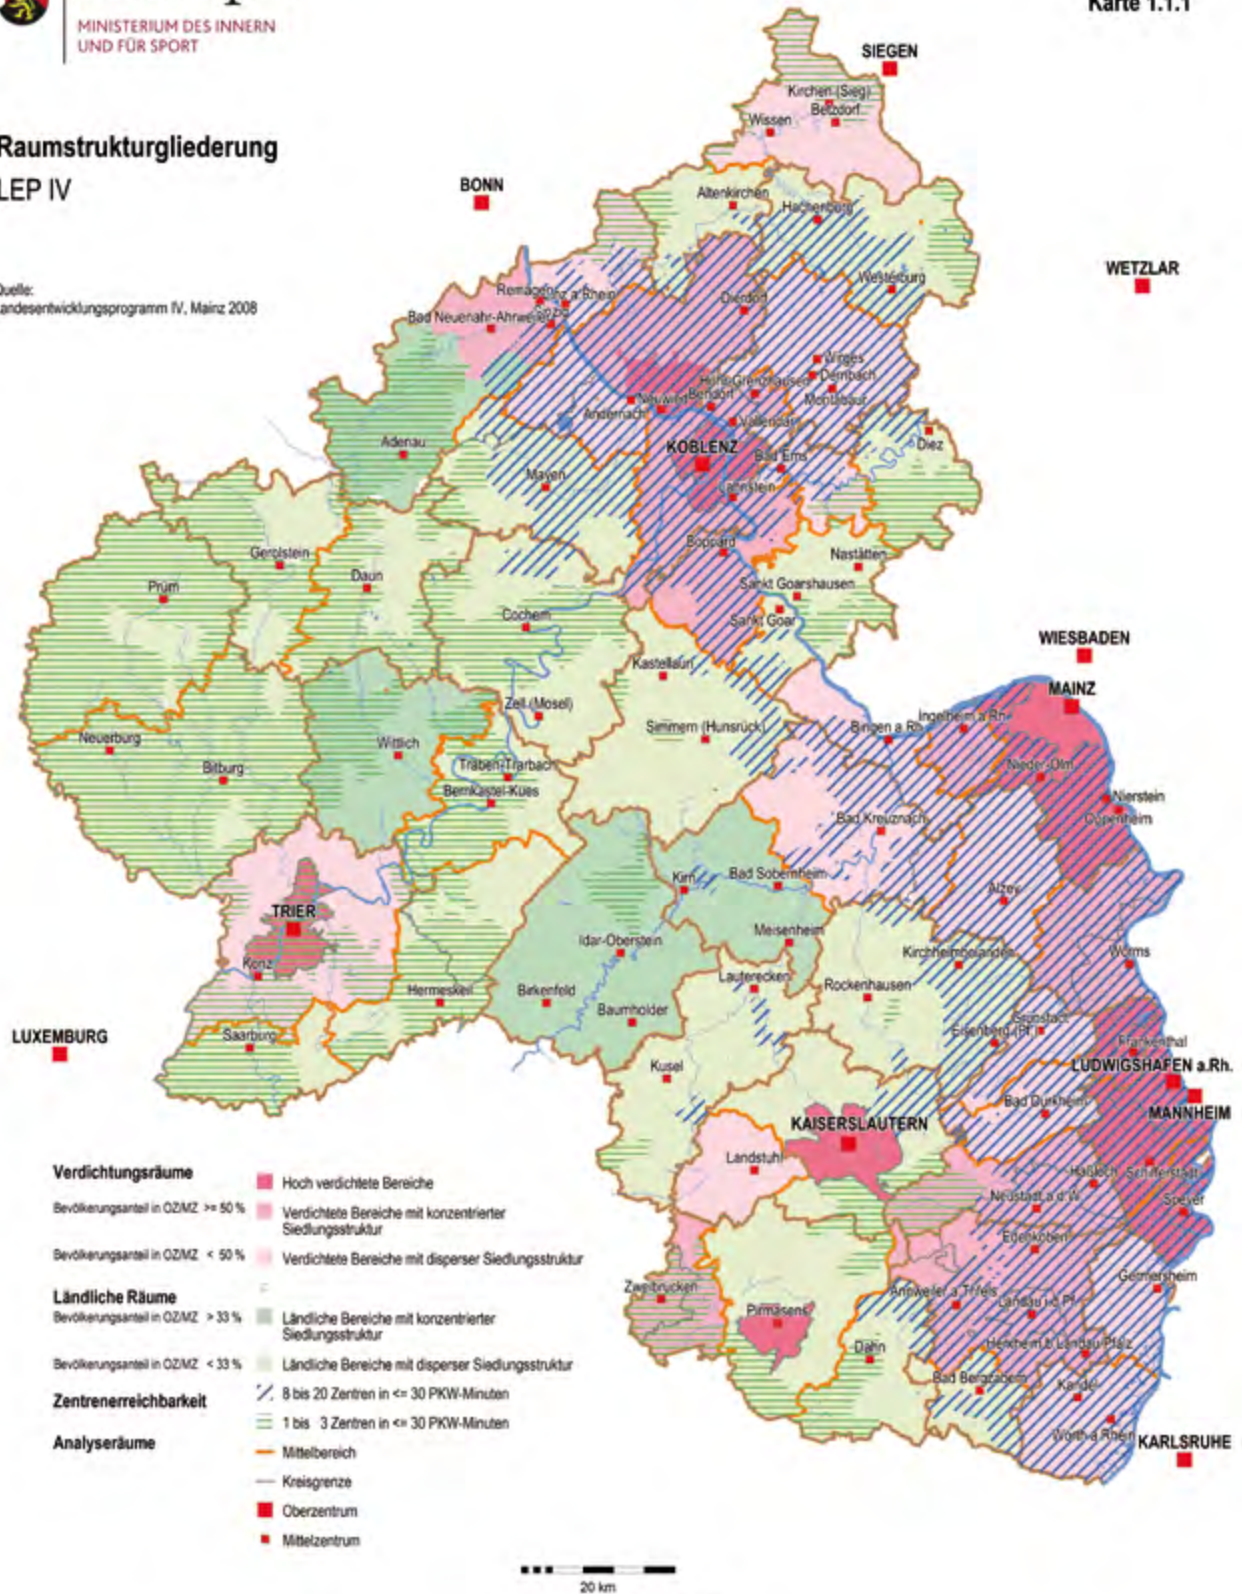 MINISTERIUM DES INNERN
UND FÜR SPORT
Karte 1.1.1
Raumstrukturgliederung
LEP IV
Quelle:
Landesentwicklungsprogramm IV, Mainz 2008
SIEGEN
Kirchen (Sieg)
Betzdorf
Wissen
BONN
Altenkirchen
Hachenburg
WETZLAR
Westerburg
Remagen
a.Rhein
Dierdorf
Bad Neuenahr-Ahrweiler
Wirges
Dernbach
Montabaur
Höhr-Grenzhausen
Neuwied
Bendorf
Andernach
Vallendar
Diez
Adenau
KOBLENZ
Bad Ems
Mayen
Lahnstein
Boppard
Nastätten
Gerolstein
Daun
Prüm
Sankt Goarshausen
Cochem
Sankt Goar
WIESBADEN
Kastellaun
MAINZ
Zell (Mosel)
Ingelheim a.Rh.
Simmern (Hunsrück)
Bingen a.Rh.
Neuerburg
Wittlich
Bitburg
Traben-Trarbach
Nieder-Olm
Bernkastel-Kues
Nierstein
Oppenheim
Bad Kreuznach
Kirn
Bad Sobernheim
Alzey
TRIER
Meisenheim
Idar-Oberstein
Kirchheimbolanden
Worms
Konz
Lauterecken
Rockenhausen
Hermeskeil
Birkenfeld
Baumholder
Grünstadt
Eisenberg (Pf.)
LUXEMBURG
Saarburg
Frankenthal
Kusel
LUDWIGSHAFEN a.Rh.
Bad Dürkheim
MANNHEIM
KAISERSLAUTERN
Landstuhl
Haßloch
Schifferstadt
Neustadt a.d.W.
Speyer
Edenkoben
Germersheim
Zweibrücken
Annweiler a.Trifels
Pirmasens
Landau i.d.Pf.
Dahn
Herxheim b.Landau/Pfalz
Bad Bergzabern
Kandel
Wörth a.Rhein
KARLSRUHE
Verdichtungsräume
Hoch verdichtete Bereiche
Bevölkerungsanteil in OZ/MZ >= 50 %
Verdichtete Bereiche mit konzentrierter
Siedlungsstruktur
Bevölkerungsanteil in OZ/MZ < 50 %
Verdichtete Bereiche mit disperser Siedlungsstruktur
Ländliche Räume
Bevölkerungsanteil in OZ/MZ > 33 %
Ländliche Bereiche mit konzentrierter
Siedlungsstruktur
Bevölkerungsanteil in OZ/MZ < 33 %
Ländliche Bereiche mit disperser Siedlungsstruktur
Zentrenerreichbarkeit
8 bis 20 Zentren in <= 30 PKW-Minuten
1 bis 3 Zentren in <= 30 PKW-Minuten
Analyseräume
Mittelbereich
Kreisgrenze
Oberzentrum
Mittelzentrum
20 km